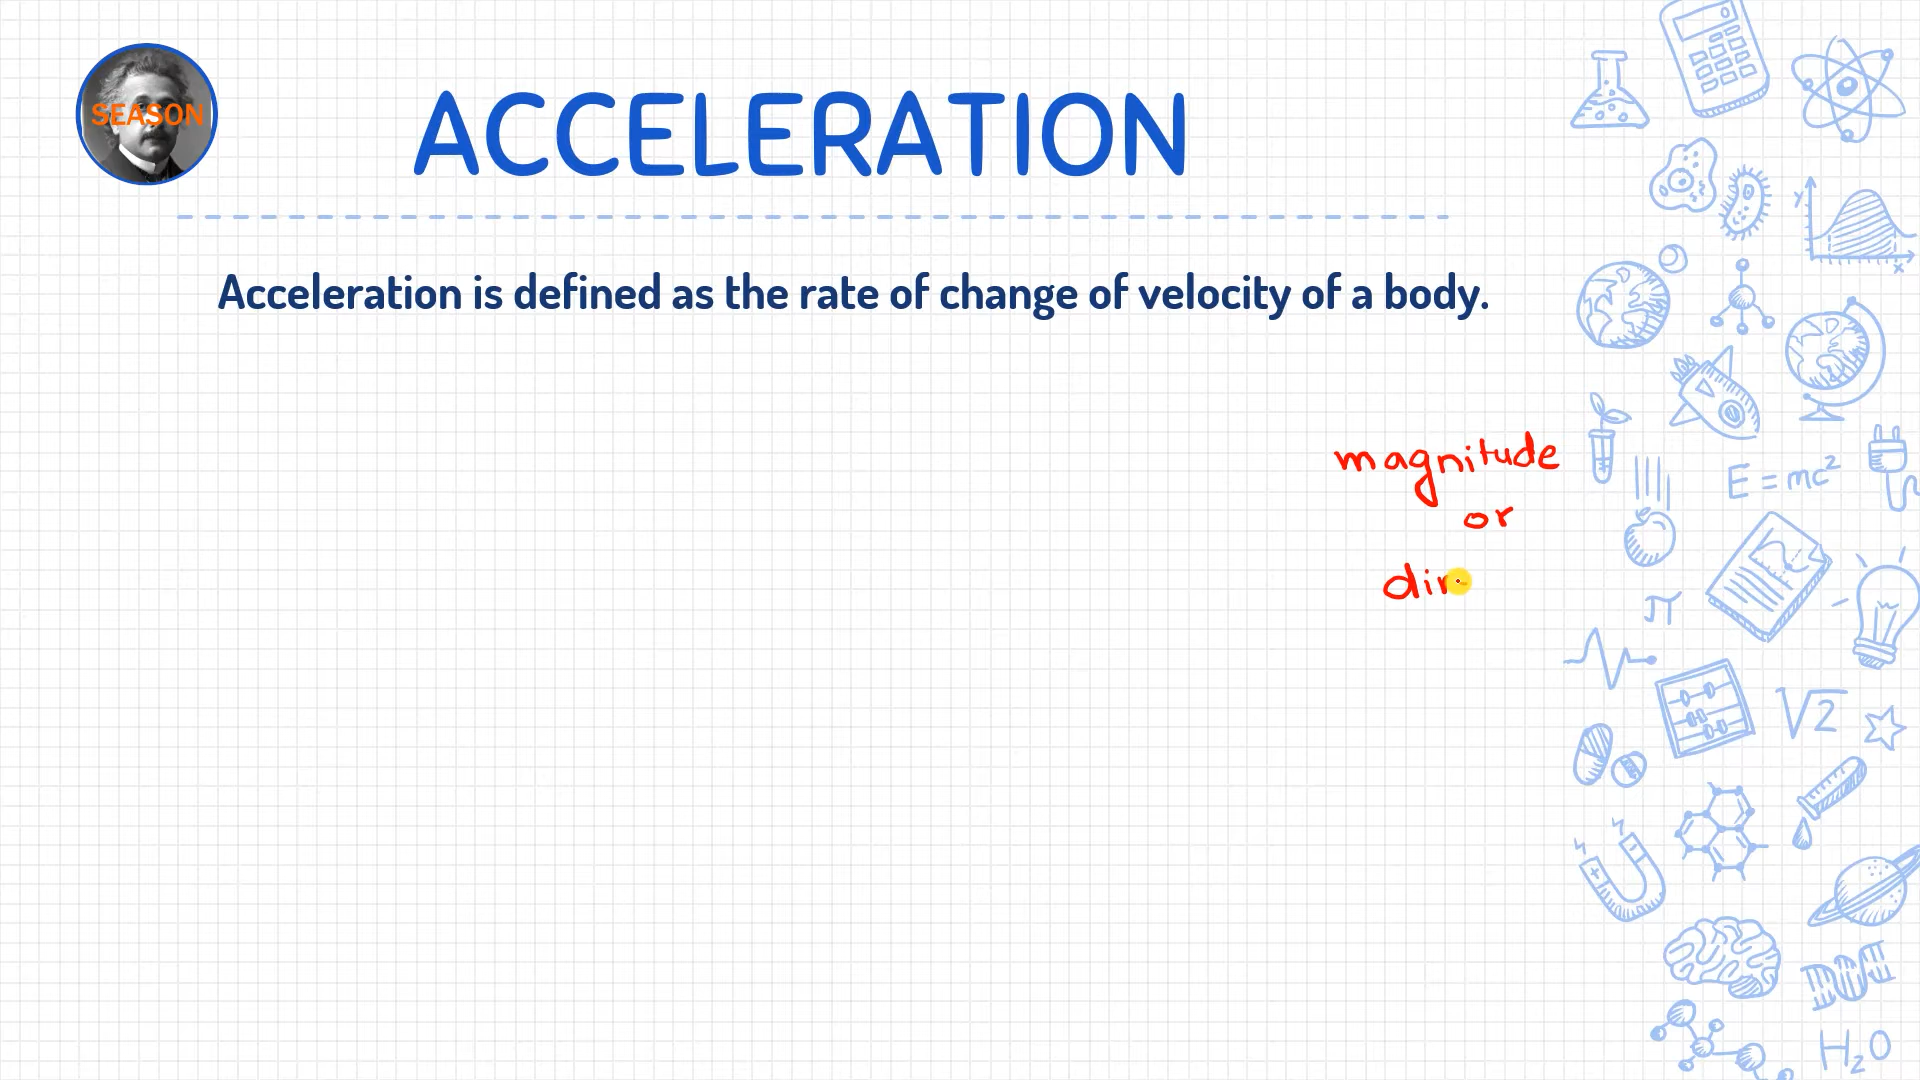 SEASON
ACCELERATION
Acceleration is defined as the rate of change of velocity of a body.
magnitude
or
dir
Y
x
E = mc²
π
√2
H₂O